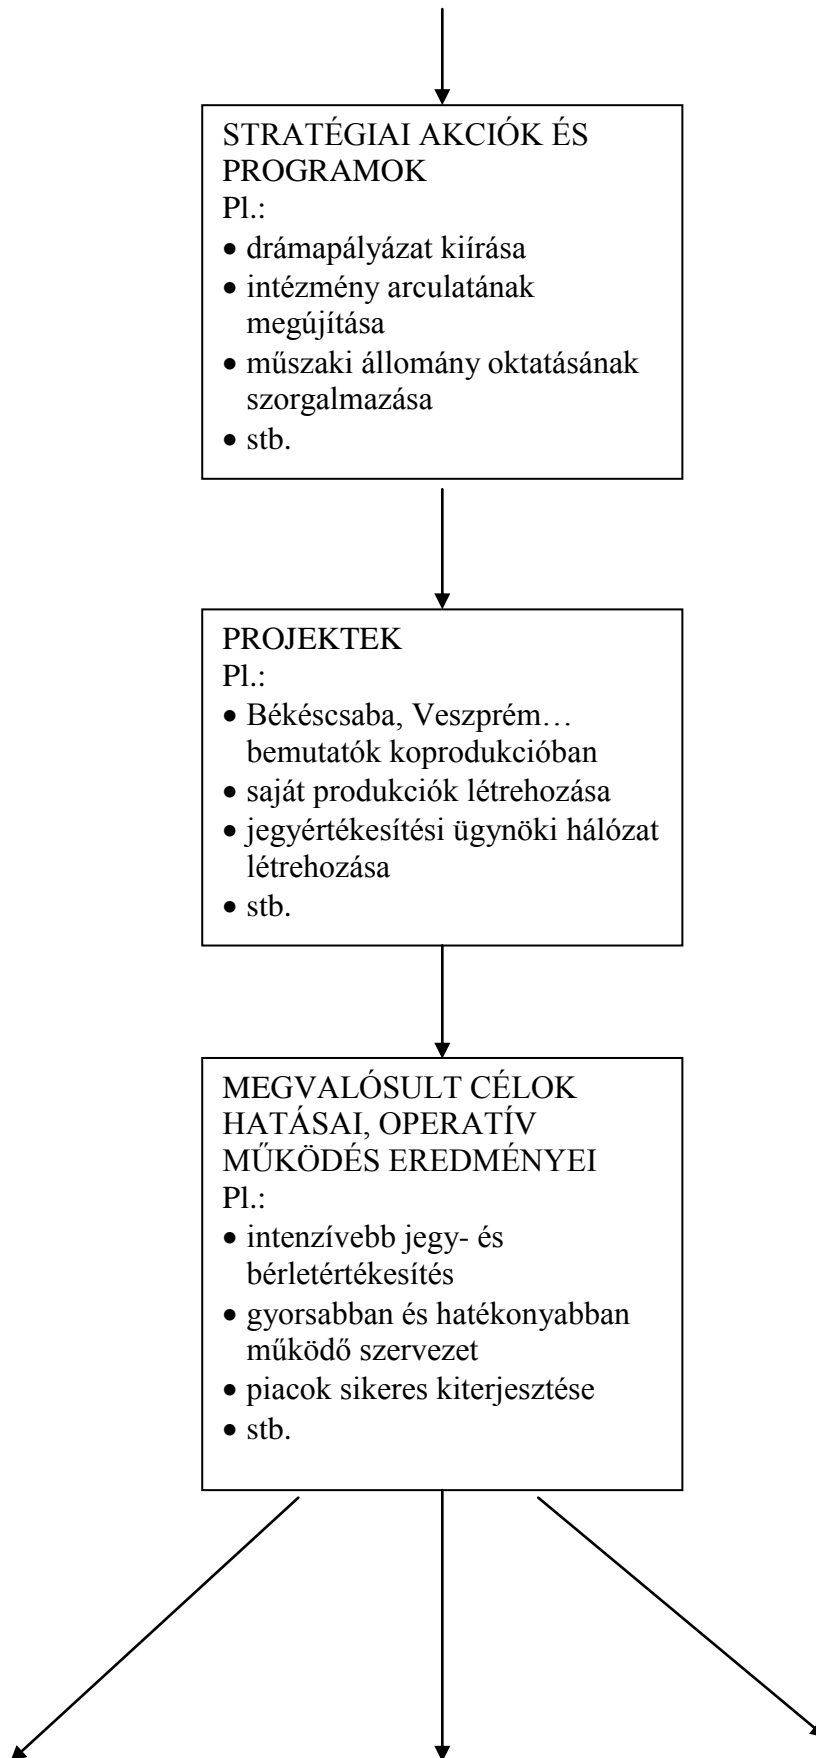 STRATÉGIAI AKCIÓK ÉS
PROGRAMOK
Pl.:
• drámapályázat kiírása
• intézmény arculatának
megújítása
• műszaki állomány oktatásának
szorgalmazása
• stb.
PROJEKTEK
Pl.:
• Békéscsaba, Veszprém…
bemutatók koprodukcióban
• saját produkciók létrehozása
• jegyértékesítési ügynöki hálózat
létrehozása
• stb.
MEGVALÓSULT CÉLOK
HATÁSAI, OPERATÍV
MŰKÖDÉS EREDMÉNYEI
Pl.:
• intenzívebb jegy- és
bérletértékesítés
• gyorsabban és hatékonyabban
működő szervezet
• piacok sikeres kiterjesztése
• stb.